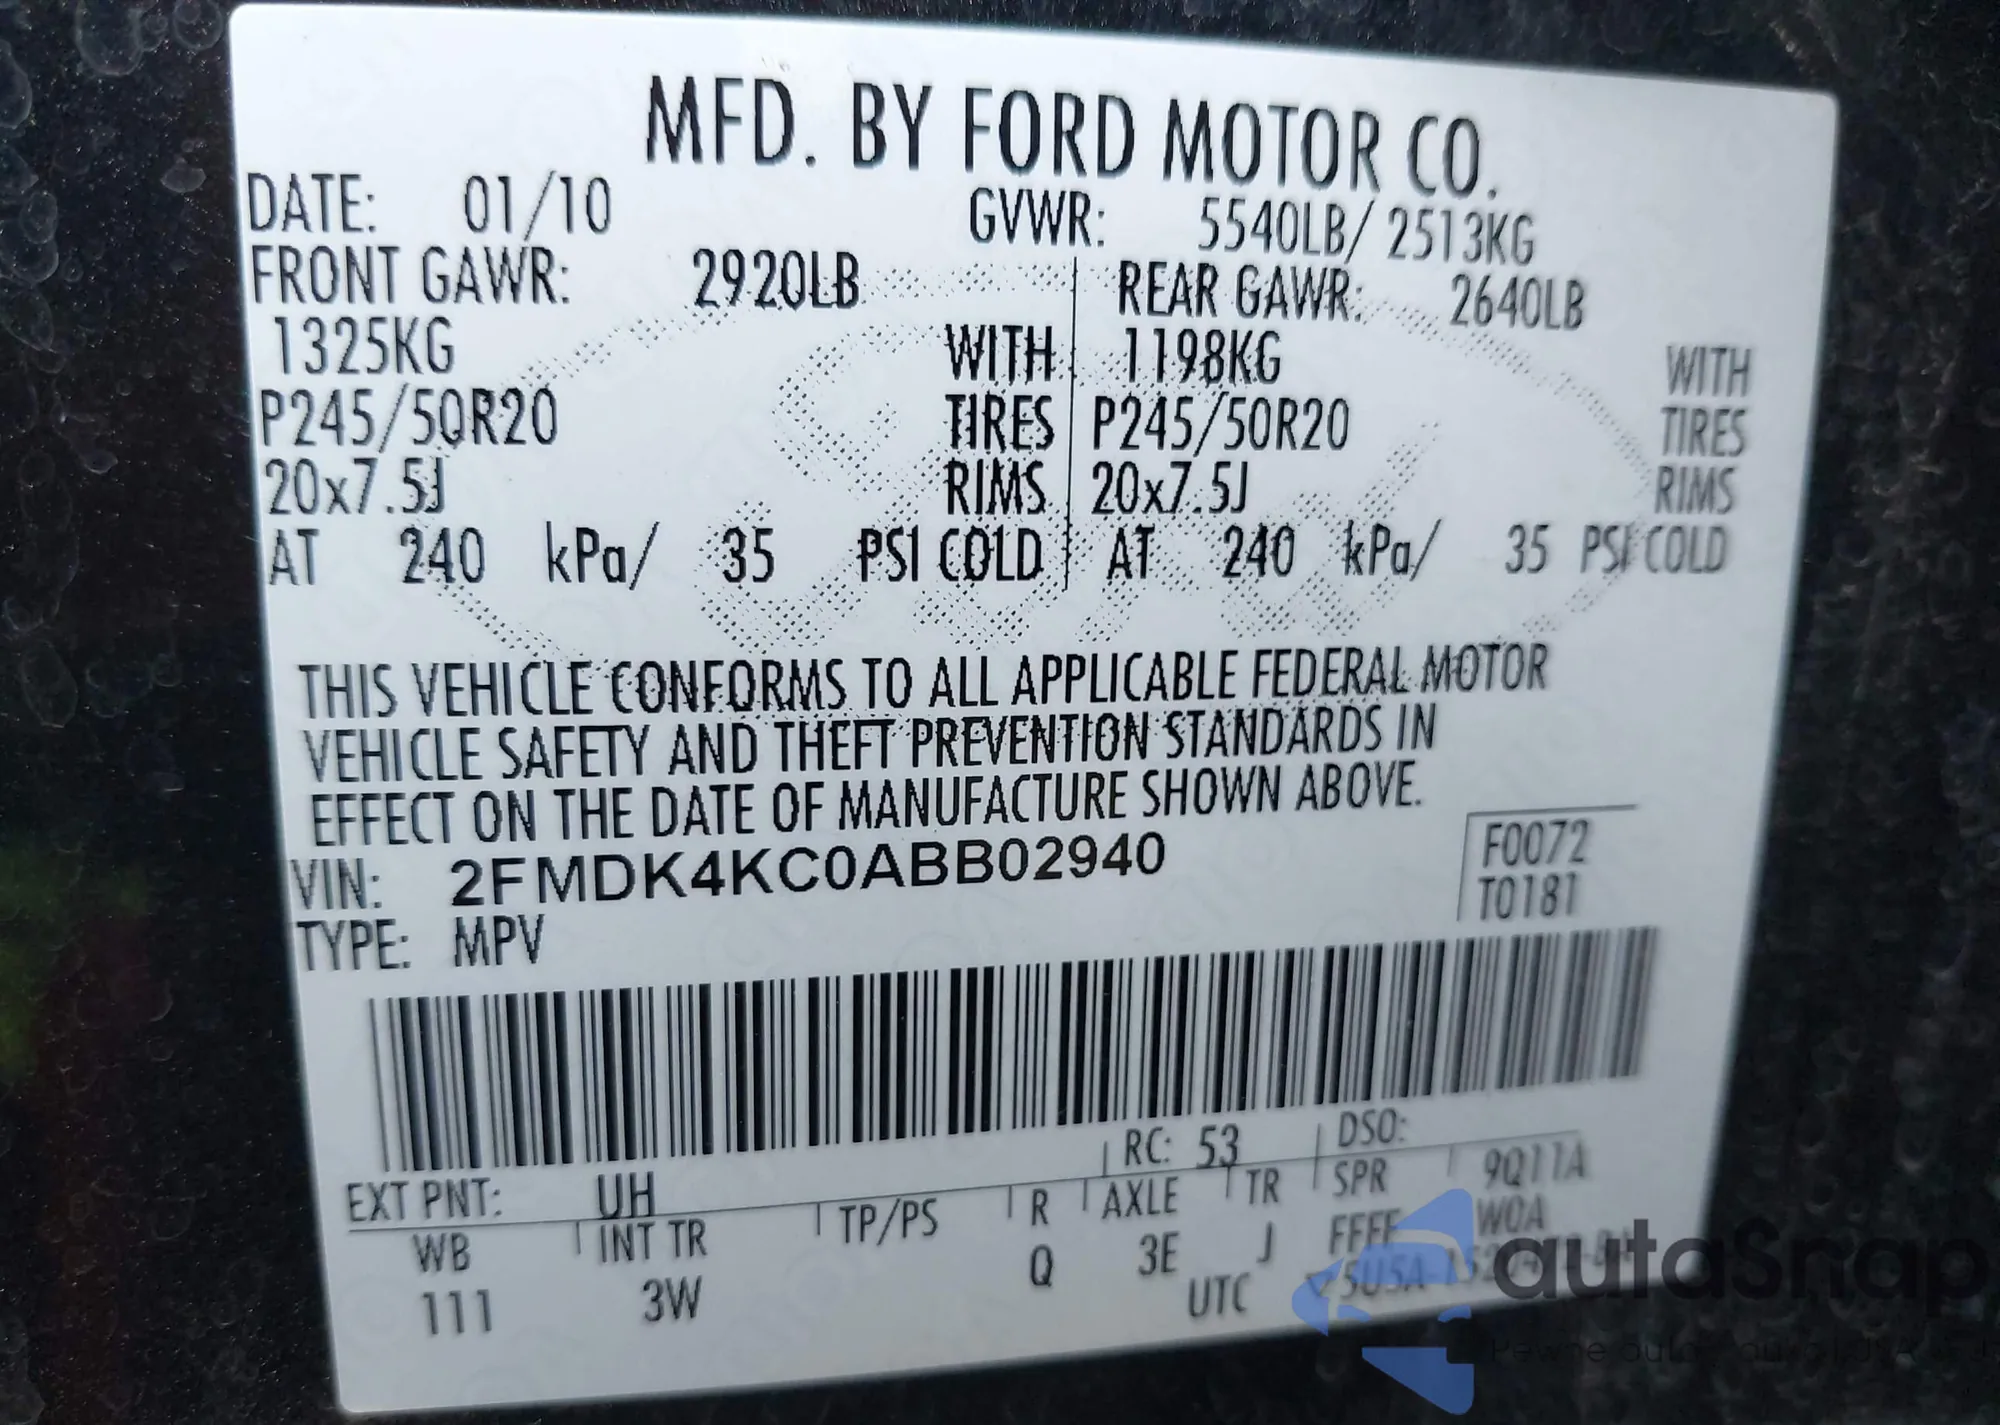 MFD. BY FORD MOTOR CO.
DATE: 01/10 GVWR: 5540LB/ 2513KG
FRONT GAWR: 2920LB REAR GAWR: 2640LB
1325KG WITH 1198KG WITH
P245/50R20 TIRES P245/50R20 TIRES
20x7.5J RIMS 20x7.5J RIMS
AT 240 kPa/ 35 PSI COLD AT 240 kPa/ 35 PSI COLD
THIS VEHICLE CONFORMS TO ALL APPLICABLE FEDERAL MOTOR
VEHICLE SAFETY AND THEFT PREVENTION STANDARDS IN
EFFECT ON THE DATE OF MANUFACTURE SHOWN ABOVE.
VIN: 2FMDK4KC0ABB02940
F0072
T0181
TYPE: MPV
EXT PNT: UH RC: 53 DSO:
WB INT TR TP/PS R AXLE TR SPR 9Q11A
111 3W Q 3E J FFFF W0A
UTC
autaSnap